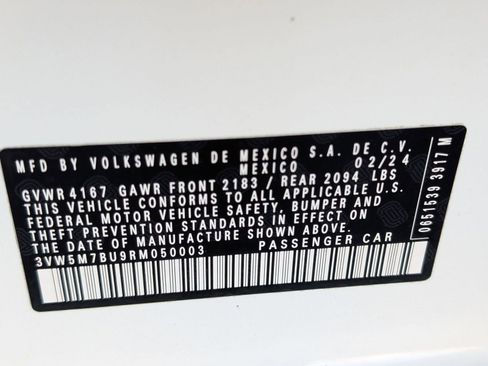 MFD BY VOLKSWAGEN DE MEXICO S.A. DE C.V.
MEXICO 02/24
GVWR 4167 GAWR FRONT 2183 / REAR 2094 LBS
THIS VEHICLE CONFORMS TO ALL APPLICABLE U.S.
FEDERAL MOTOR VEHICLE SAFETY, BUMPER AND
THEFT PREVENTION STANDARDS IN EFFECT ON
THE DATE OF MANUFACTURE SHOWN ABOVE
3VW5M7BU9RM050003 PASSENGER CAR
0651539 3917 M